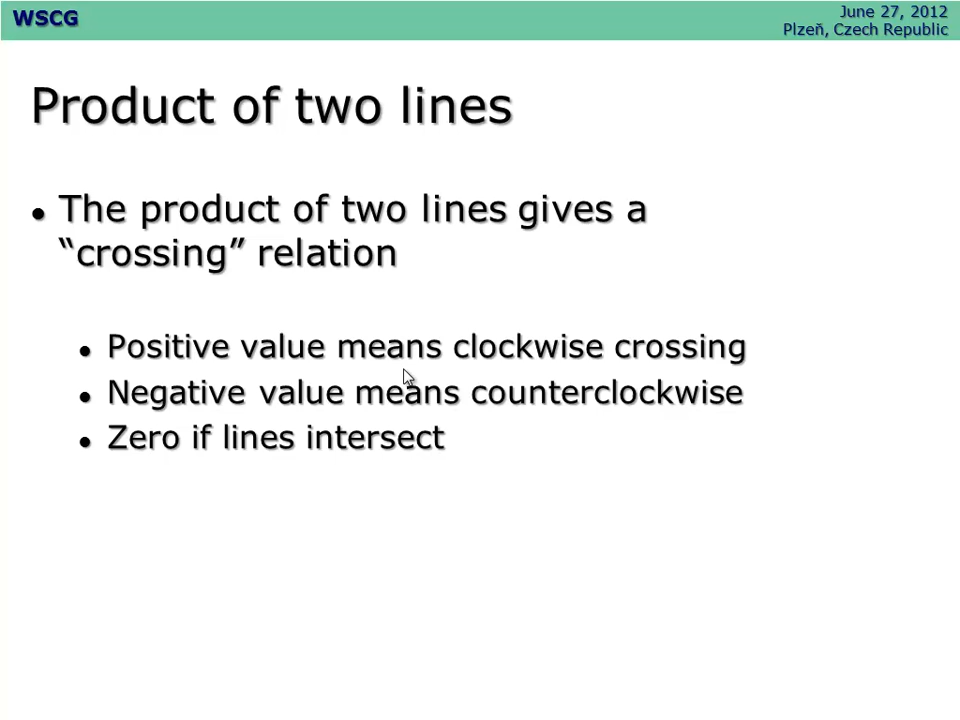 WSCG
June 27, 2012
Plzeň, Czech Republic
Product of two lines
• The product of two lines gives a
“crossing” relation
• Positive value means clockwise crossing
• Negative value means counterclockwise
• Zero if lines intersect